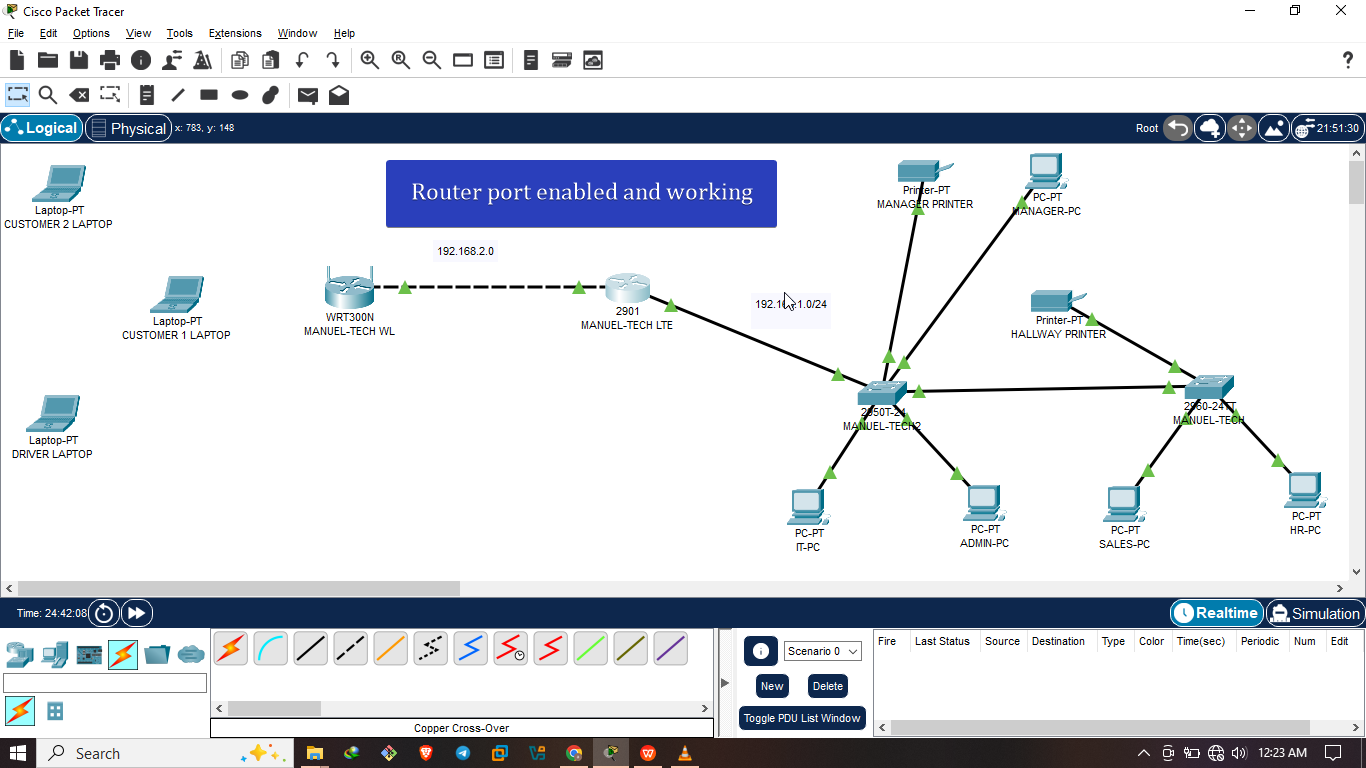 Cisco Packet Tracer
File Edit Options View Tools Extensions Window Help
Logical Physical x: 783, y: 148 Root 21:51:30
Router port enabled and working
Laptop-PT
CUSTOMER 2 LAPTOP
Printer-PT
MANAGER PRINTER
PC-PT
MANAGER-PC
192.168.2.0
Laptop-PT
CUSTOMER 1 LAPTOP
WRT300N
MANUEL-TECH WL
2901
MANUEL-TECH LTE
1.0/24
Printer-PT
HALLWAY PRINTER
Laptop-PT
DRIVER LAPTOP
2950T-24
MANUEL-TECH2
2960-24TT
MANUEL-TECH
PC-PT
IT-PC
PC-PT
ADMIN-PC
PC-PT
SALES-PC
PC-PT
HR-PC
Time: 24:42:08 Realtime Simulation
Scenario 0
New Delete
Toggle PDU List Window
Fire Last Status Source Destination Type Color Time(sec) Periodic Num Edit
Copper Cross-Over
Search 12:23 AM